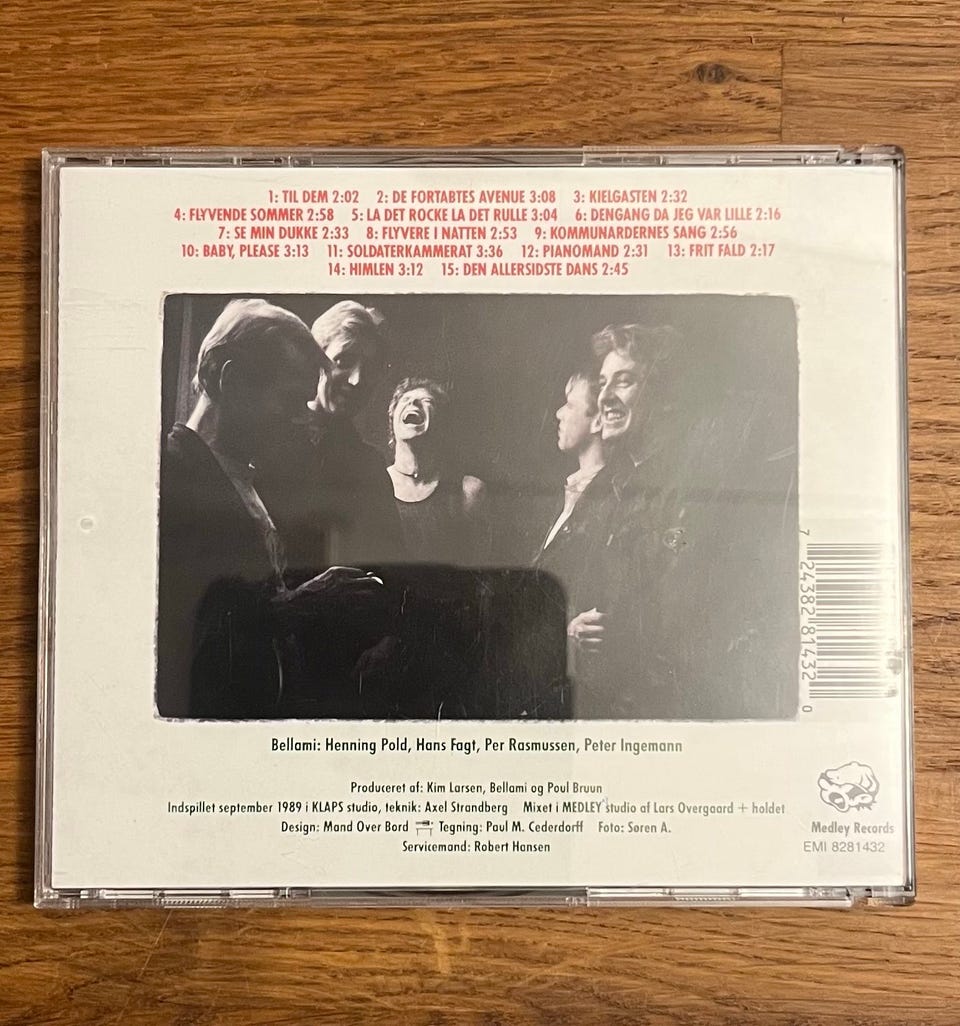 1: TIL DEM 2:02 2: DE FORTABTES AVENUE 3:08 3: KIELGASTEN 2:32
4: FLYVENDE SOMMER 2:58 5: LA DET ROCKE LA DET RULLE 3:04 6: DENGANG DA JEG VAR LILLE 2:16
7: SE MIN DUKKE 2:33 8: FLYVERE I NATTEN 2:53 9: KOMMUNARDERNES SANG 2:56
10: BABY, PLEASE 3:13 11: SOLDATERKAMMERAT 3:36 12: PIANOMAND 2:31 13: FRIT FALD 2:17
14: HIMLEN 3:12 15: DEN ALLERSIDSTE DANS 2:45
7 24382 81432 0
Bellami: Henning Pold, Hans Fagt, Per Rasmussen, Peter Ingemann
Produceret af: Kim Larsen, Bellami og Poul Bruun
Indspillet september 1989 i KLAPS studio, teknik: Axel Strandberg Mixet i MEDLEY studio af Lars Overgaard + holdet
Design: Mand Over Bord Tegning: Paul M. Cederdorff Foto: Søren A.
Servicemand: Robert Hansen
Medley Records
EMI 8281432